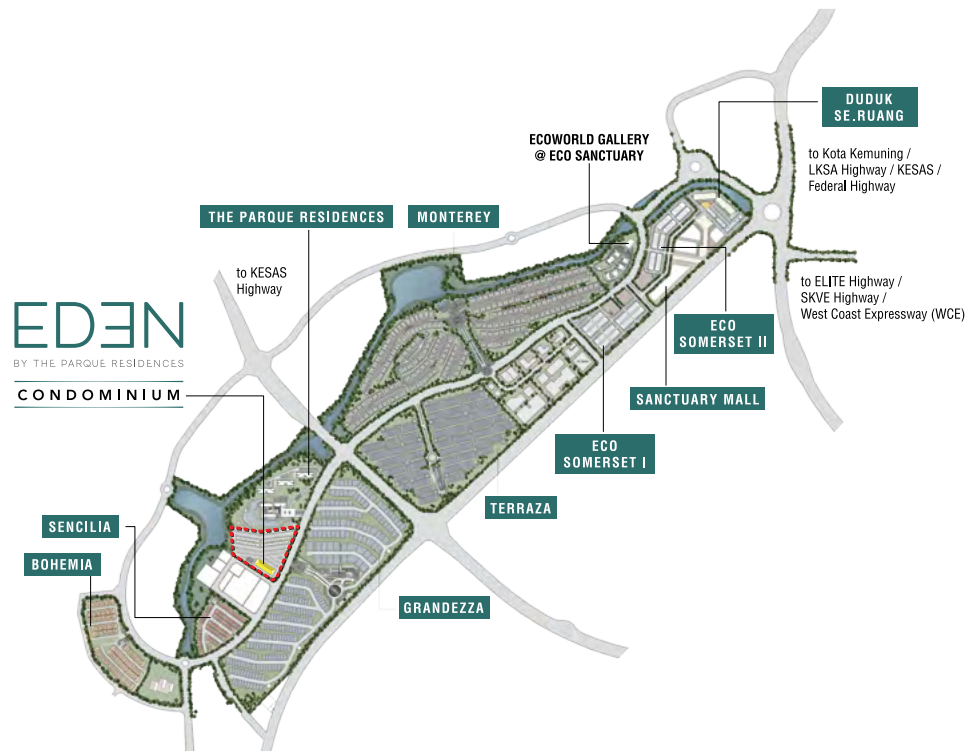 DUDUK
SE.RUANG
ECOWORLD GALLERY
@ ECO SANCTUARY
to Kota Kemuning /
LKSA Highway / KESAS /
Federal Highway
THE PARQUE RESIDENCES
MONTEREY
to KESAS
Highway
to ELITE Highway /
SKVE Highway /
West Coast Expressway (WCE)
EDEN
BY THE PARQUE RESIDENCES
CONDOMINIUM
ECO
SOMERSET II
SANCTUARY MALL
ECO
SOMERSET I
TERRAZA
SENCILIA
BOHEMIA
GRANDEZZA